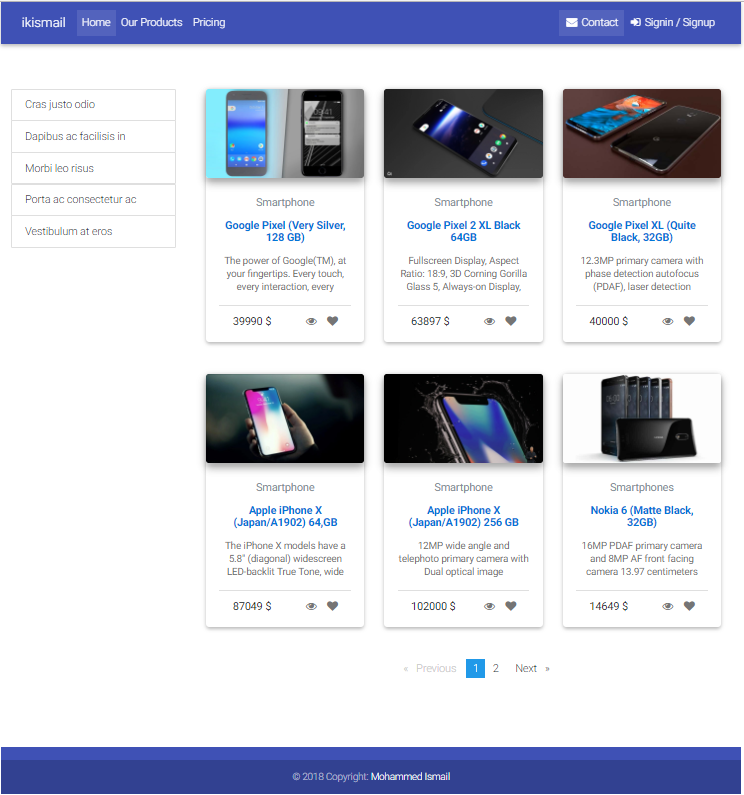 ikismail Home Our Products Pricing Contact Signin / Signup
Cras justo odio
Dapibus ac facilisis in
Morbi leo risus
Porta ac consectetur ac
Vestibulum at eros
Smartphone
Google Pixel (Very Silver,
128 GB)
The power of Google(TM), at
your fingertips. Every touch,
every interaction, every
39990 $
Smartphone
Google Pixel 2 XL Black
64GB
Fullscreen Display, Aspect
Ratio: 18:9, 3D Corning Gorilla
Glass 5, Always-on Display,
63897 $
Smartphone
Google Pixel XL (Quite
Black, 32GB)
12.3MP primary camera with
phase detection autofocus
(PDAF), laser detection
40000 $
Smartphone
Apple iPhone X
(Japan/A1902) 64,GB
The iPhone X models have a
5.8" (diagonal) widescreen
LED-backlit True Tone, wide
87049 $
Smartphone
Apple iPhone X
(Japan/A1902) 256 GB
12MP wide angle and
telephoto primary camera with
Dual optical image
102000 $
Smartphones
Nokia 6 (Matte Black,
32GB)
16MP PDAF primary camera
and 8MP AF front facing
camera 13.97 centimeters
14649 $
« Previous 1 2 Next »
© 2018 Copyright: Mohammed Ismail